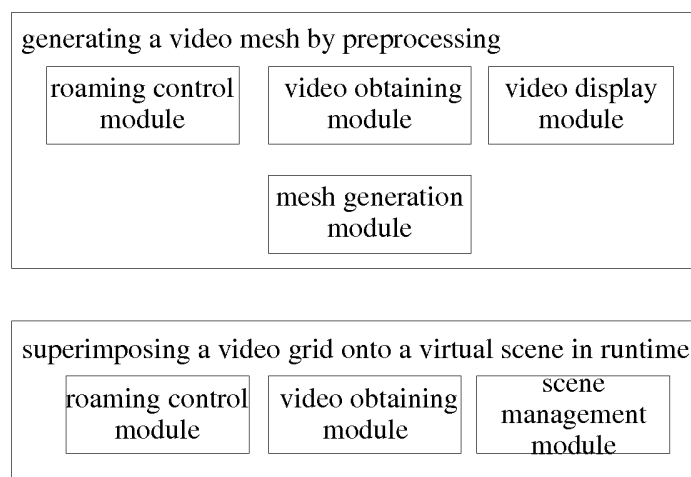 generating a video mesh by preprocessing
roaming control
module
video obtaining
module
video display
module
mesh generation
module
superimposing a video grid onto a virtual scene in runtime
roaming control
module
video obtaining
module
scene
management
module